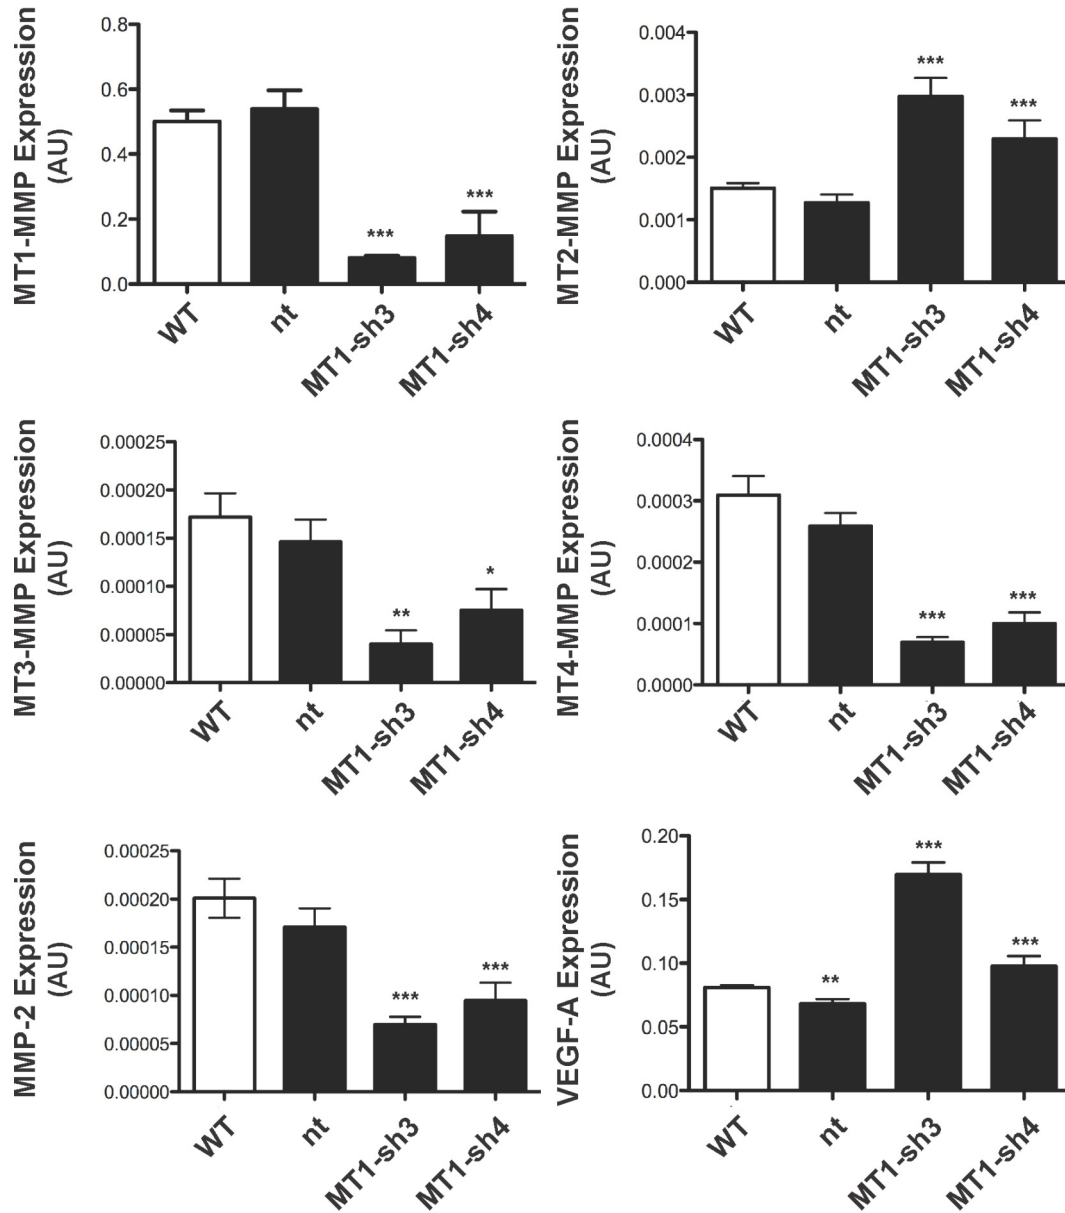 MT1-MMP Expression
(AU)
0.8
0.6
0.4
0.2
0.0
***
***
WT
nt
MT1-sh3
MT1-sh4
MT2-MMP Expression
(AU)
0.004
0.003
0.002
0.001
0.000
***
***
WT
nt
MT1-sh3
MT1-sh4
MT3-MMP Expression
(AU)
0.00025
0.00020
0.00015
0.00010
0.00005
0.00000
**
*
WT
nt
MT1-sh3
MT1-sh4
MT4-MMP Expression
(AU)
0.0004
0.0003
0.0002
0.0001
0.0000
***
***
WT
nt
MT1-sh3
MT1-sh4
MMP-2 Expression
(AU)
0.00025
0.00020
0.00015
0.00010
0.00005
0.00000
***
***
WT
nt
MT1-sh3
MT1-sh4
VEGF-A Expression
(AU)
0.20
0.15
0.10
0.05
0.00
**
***
***
WT
nt
MT1-sh3
MT1-sh4